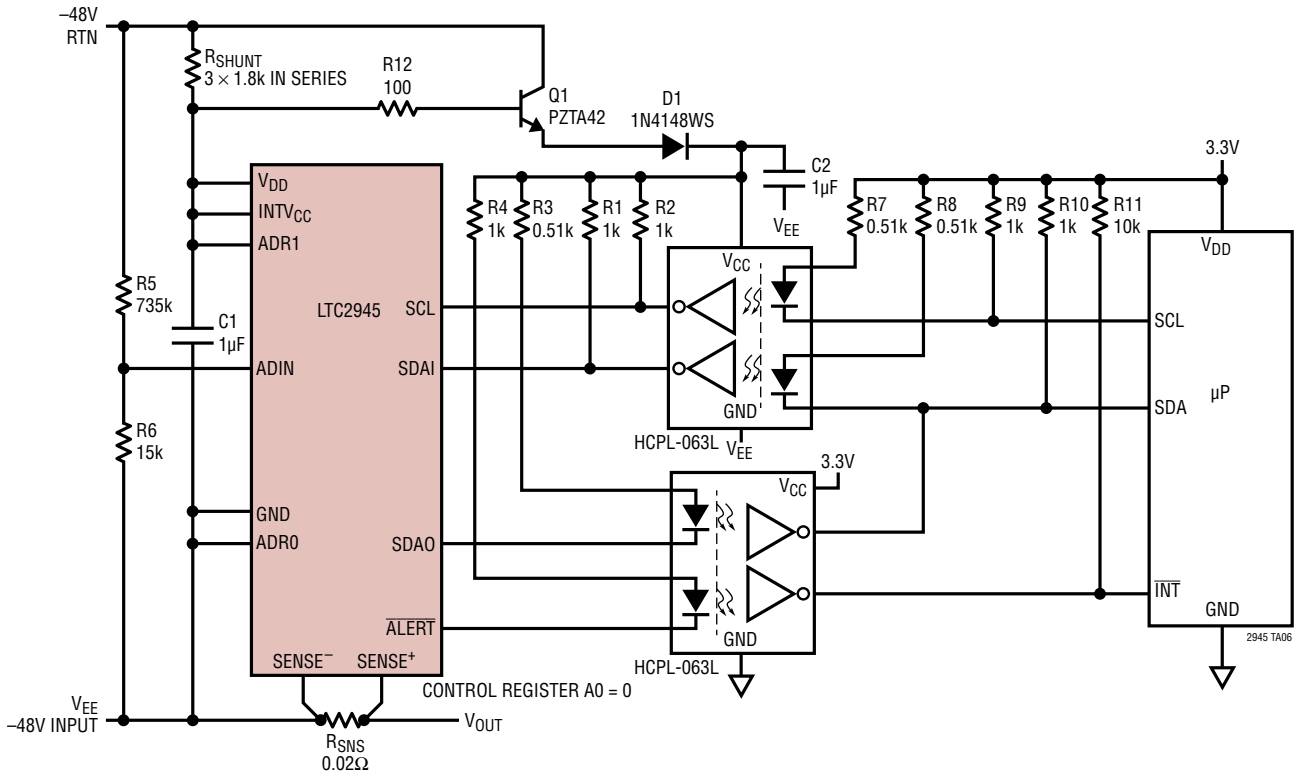 –48V
RTN
RSHUNT
3 × 1.8k IN SERIES
R12
100
Q1
PZTA42
D1
1N4148WS
C2
1µF
VEE
3.3V
R4
1k
R3
0.51k
R1
1k
R2
1k
R7
0.51k
R8
0.51k
R9
1k
R10
1k
R11
10k
VDD
INTVCC
ADR1
R5
735k
C1
1µF
LTC2945
SCL
SDAI
ADIN
R6
15k
GND
ADR0
SDAO
ALERT
SENSE–
SENSE+
VCC
GND
HCPL-063L
VEE
VDD
SCL
SDA
µP
INT
GND
3.3V
VCC
GND
HCPL-063L
2945 TA06
CONTROL REGISTER A0 = 0
VEE
–48V INPUT
VOUT
RSNS
0.02Ω